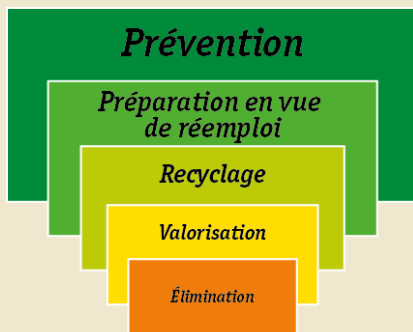 Prévention
Préparation en vue
de réemploi
Recyclage
Valorisation
Élimination